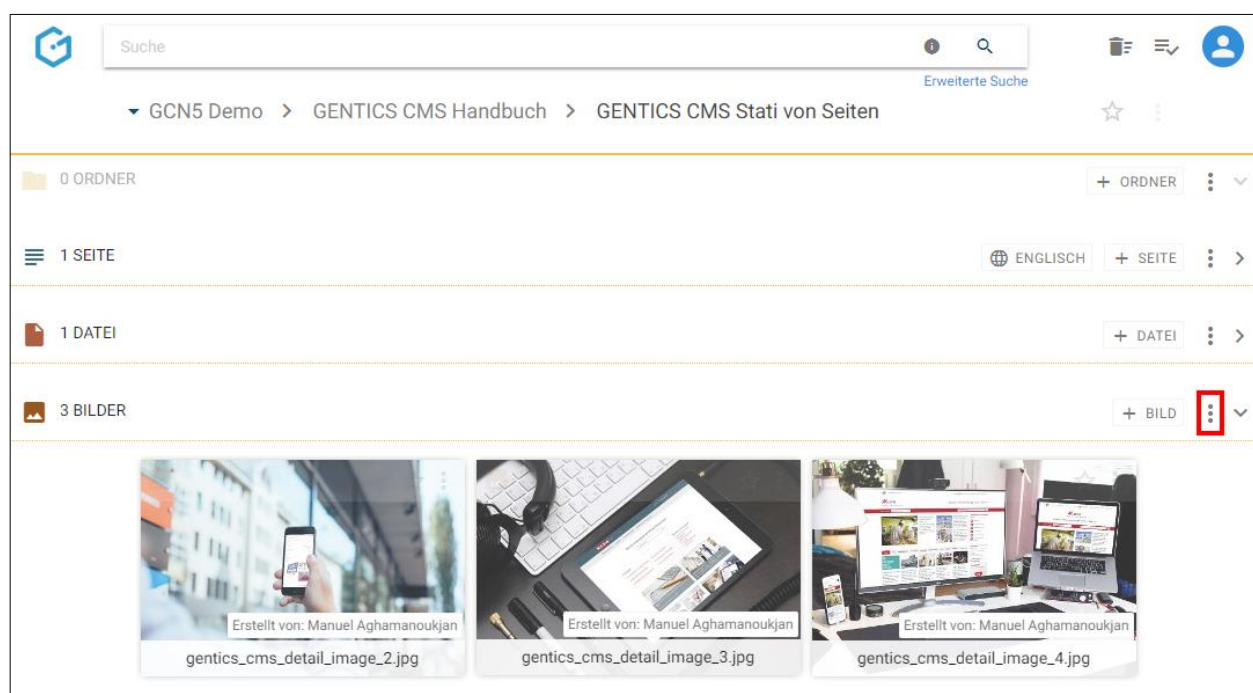 Suche
Erweiterte Suche
GCN5 Demo > GENTICS CMS Handbuch > GENTICS CMS Stati von Seiten
0 ORDNER + ORDNER
1 SEITE ENGLISCH + SEITE
1 DATEI + DATEI
3 BILDER + BILD
Erstellt von: Manuel Aghamanoukjan Erstellt von: Manuel Aghamanoukjan Erstellt von: Manuel Aghamanoukjan
gentics_cms_detail_image_2.jpg gentics_cms_detail_image_3.jpg gentics_cms_detail_image_4.jpg